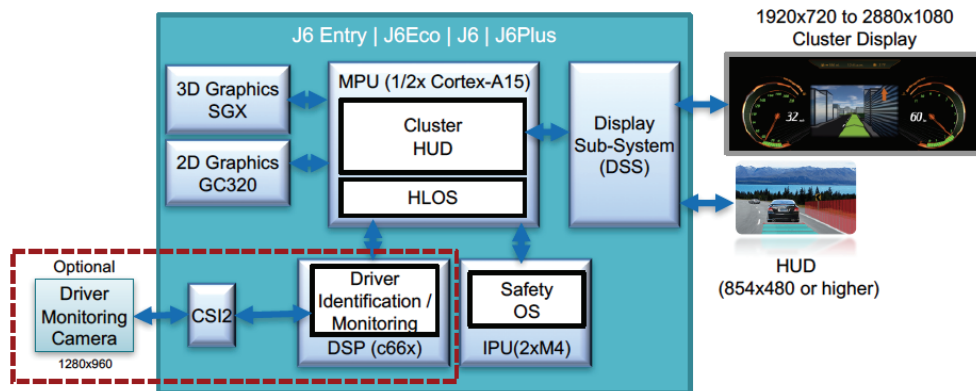 J6 Entry | J6Eco | J6 | J6Plus
3D Graphics
SGX
2D Graphics
GC320
MPU (1/2x Cortex-A15)
Cluster
HUD
HLOS
Display
Sub-System
(DSS)
1920x720 to 2880x1080
Cluster Display
32
60
HUD
(854x480 or higher)
Optional
Driver
Monitoring
Camera
1280x960
CSI2
Driver
Identification /
Monitoring
DSP (c66x)
Safety
OS
IPU(2xM4)